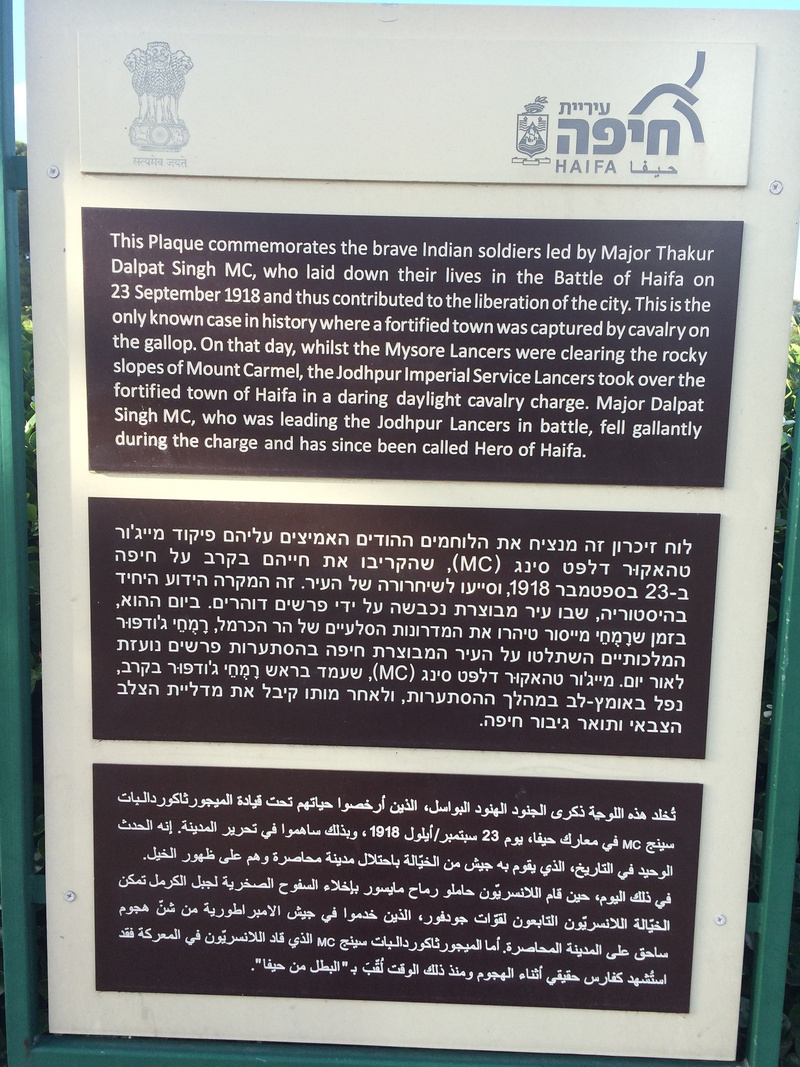 सत्यमेव जयते
עיריית
חיפה
HAIFA حيفا
This Plaque commemorates the brave Indian soldiers led by Major Thakur
Dalpat Singh MC, who laid down their lives in the Battle of Haifa on
23 September 1918 and thus contributed to the liberation of the city. This is the
only known case in history where a fortified town was captured by cavalry on
the gallop. On that day, whilst the Mysore Lancers were clearing the rocky
slopes of Mount Carmel, the Jodhpur Imperial Service Lancers took over the
fortified town of Haifa in a daring daylight cavalry charge. Major Dalpat
Singh MC, who was leading the Jodhpur Lancers in battle, fell gallantly
during the charge and has since been called Hero of Haifa.
לוח זיכרון זה מנציח את הלוחמים ההודים האמיצים עליהם פיקוד מייג'ור
טהאקוּר דלפּט סינג (MC), שהקריבו את חייהם בקרב על חיפה
ב-23 בספטמבר 1918, וסייעו לשיחרורה של העיר. זה המקרה הידוע היחיד
בהיסטוריה, שבו עיר מבוצרת נכבשה על ידי פרשים דוהרים. ביום ההוא,
בזמן שרָמָחֵי מייסור טיהרו את המדרונות הסלעיים של הר הכרמל, רָמָחֵי ג'ודפּוּר
המלכותיים השתלטו על העיר המבוצרת חיפה בהסתערות פרשים נועזת
לאור יום. מייג'ור טהאקוּר דלפּט סינג (MC), שעמד בראש רָמָחֵי ג'ודפּוּר בקרב,
נפל באומץ-לב במהלך ההסתערות, ולאחר מותו קיבל את מדליית הצלב
הצבאי ותואר גיבור חיפה.
تُخلد هذه اللوحة ذكرى الجنود الهنود البواسل، الذين أرخصوا حياتهم تحت قيادة الميجورثاكوردالبات
سينج MC في معارك حيفا، يوم 23 سبتمبر/أيلول 1918 ، وبذلك ساهموا في تحرير المدينة. إنه الحدث
الوحيد في التاريخ، الذي يقوم به جيش من الخيّالة باحتلال مدينة محاصرة وهم على ظهور الخيل.
في ذلك اليوم، حين قام اللانسريّون حاملو رماح مايسور بإخلاء السفوح الصخرية لجبل الكرمل تمكن
الخيّالة اللانسريّون التابعون لقوّات جودفور، الذين خدموا في جيش الامبراطورية من شنّ هجوم
ساحق على المدينة المحاصرة. أما الميجورثاكوردالبات سينج MC الذي قاد اللانسريّون في المعركة فقد
استُشهد كفارس حقيقي أثناء الهجوم ومنذ ذلك الوقت لُقّبَ بـ "البطل من حيفا".